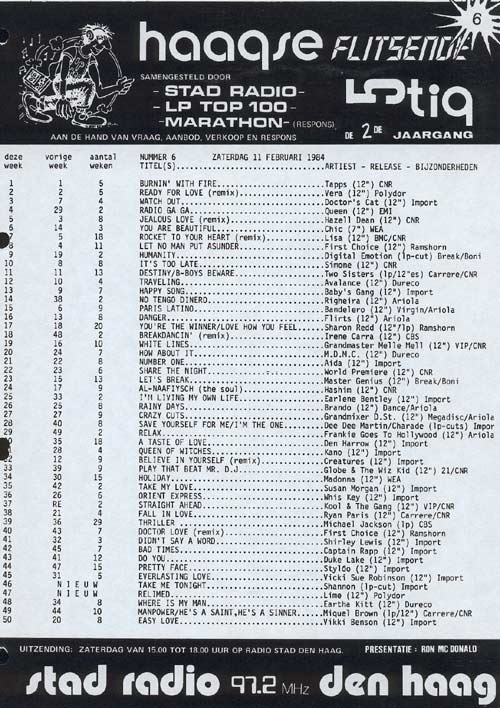 6
haagse FLITSENDE
5tiq
SAMENGESTELD DOOR
- STAD RADIO -
- LP TOP 100 -
- MARATHON - (RESPONS)
DE 2DE JAARGANG
AAN DE HAND VAN VRAAG, AANBOD, VERKOOP EN RESPONS
deze week vorige week aantal weken NUMMER 6 ZATERDAG 11 FEBRUARI 1984
TITEL(S)....................ARTIEST - RELEASE - BIJZONDERHEDEN
1 1 5 BURNIN' WITH FIRE....................Tapps (12") CNR
2 2 5 READY FOR LOVE (remix)....................Vera (12") Polydor
3 7 4 WATCH OUT....................Doctor's Cat (12") Import
4 29 2 RADIO GA GA....................Queen (12") EMI
5 3 8 JEALOUS LOVE (remix)....................Hazell Dean (12") CNR
6 14 3 YOU ARE BEAUTIFUL....................Chic (7") WEA
5 18 ROCKET TO YOUR HEART (remix)....................Lisa (12") BMC/CNR
8 4 11 LET NO MAN PUT ASUNDER....................First Choice (12") Ramshorn
9 19 2 HUMANITY....................Digital Emotion (lp-cut) Break/Boni
10 8 8 IT'S TOO LATE....................Simone (12") CNR
11 11 13 DESTINY/B-BOYS BEWARE....................Two Sisters (lp/12"es) Carrere/CNR
12 10 4 TRAVELING....................Avalance (12") Dureco
13 9 7 HAPPY SONG....................Baby's Gang (12") Import
14 38 2 NO TENGO DINERO....................Righeira (12") Ariola
15 6 9 PARIS LATINO....................Bandelero (12") Virgin/Ariola
16 13 8 DANGER....................Flirts (12") Ariola
17 18 20 YOU'RE THE WINNER/LOVE HOW YOU FEEL....................Sharon Redd (12"/lp) Ramshorn
18 48 2 BREAKDANCIN' (remix)....................Irene Cara (12") CBS
19 16 10 WHITE LINES....................Grandmaster Melle Mell (12") VIP/CNR
20 24 7 HOW ABOUT IT....................M.D.M.C. (12") Dureco
21 22 8 NUMBER ONE....................Aida (12") Import
22 23 6 SHARE THE NIGHT....................World Premiere (12") CNR
23 15 13 LET'S BREAK....................Master Genius (12") Break/Boni
24 17 9 AL-NAAFIYSCH (the soul)....................Hashim (12") CNR
25 33 2 I'M LIVING MY OWN LIFE....................Earlene Bentley (12") Import
26 25 8 RAINY DAYS....................Brando (12") Dance/Ariola
27 27 9 CRAZY CUTS....................Grandmixer D.St. (12") Megadisc/Ariola
28 40 8 SAVE YOURSELF FOR ME/I'M THE ONE....................Dee Dee Martin/Charade (lp-cuts) Impor
29 49 2 RELAX....................Frankie Goes To Hollywood (12") Ariola
35 18 A TASTE OF LOVE....................Den Harrow (12") Import
31 28 4 QUEEN OF WITCHES....................Kano (12") Import
32 12 9 BELIEVE IN YOURSELF (remix)....................Creatures (12") Import
33 39 9 PLAY THAT BEAT MR. D.J....................Globe & The Wiz Kid (12") 21/CNR
34 30 15 HOLIDAY....................Madonna (12") WEA
35 42 2 TAKE MY LOVE....................Susan Morgan (12") Import
36 26 6 ORIENT EXPRESS....................Whis Key (12") Import
37 RE 2 STRAIGHT AHEAD....................Kool & The Gang (12") VIP/CNR
38 21 4 FALL IN LOVE....................Ryan Paris (12") Carrere/CNR
39 36 29 THRILLER....................Michael Jackson (lp) CBS
40 43 7 DOCTOR LOVE (remix)....................First Choice (12") Ramshorn
41 32 3 DIDN'T SAY A WORD....................Shirley Lewis (12") Import
42 45 7 BAD TIMES....................Captain Rapp (12") Import
43 41 12 DO YOU....................Duke Lake (12") Import
44 47 15 PRETTY FACE....................Stylóo (12") Import
45 31 5 EVERLASTING LOVE....................Vicki Sue Robinson (12") Import
46 N I E U W TAKE ME TONIGHT....................Shannon (lp-cut) Import
47 N I E U W RELIMED....................Lime (12") Polydor
48 34 8 WHERE IS MY MAN....................Eartha Kitt (12") Dureco
49 44 10 MANPOWER/HE'S A SAINT,HE'S A SINNER....................Miquel Brown (lp/12") Carrere/CNR
50 20 8 EASY LOVE....................Vikki Benson (12") Import
UITZENDING: ZATERDAG VAN 15.00 TOT 18.00 UUR OP RADIO STAD DEN HAAG. PRESENTATIE: RON MC DONALD
stad radio 97.2 MHz den haag